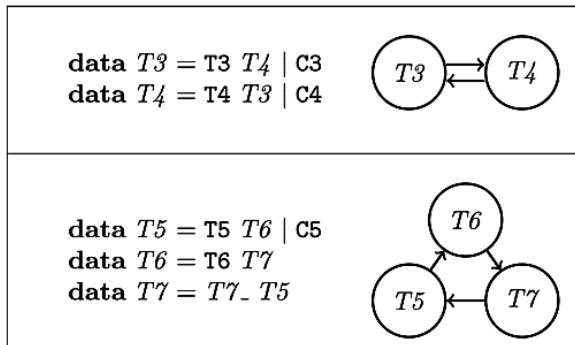 data T3 = T3 T4 | C3
data T4 = T4 T3 | C4
T3 T4
data T5 = T5 T6 | C5
data T6 = T6 T7
data T7 = T7_ T5
T6
T5 T7